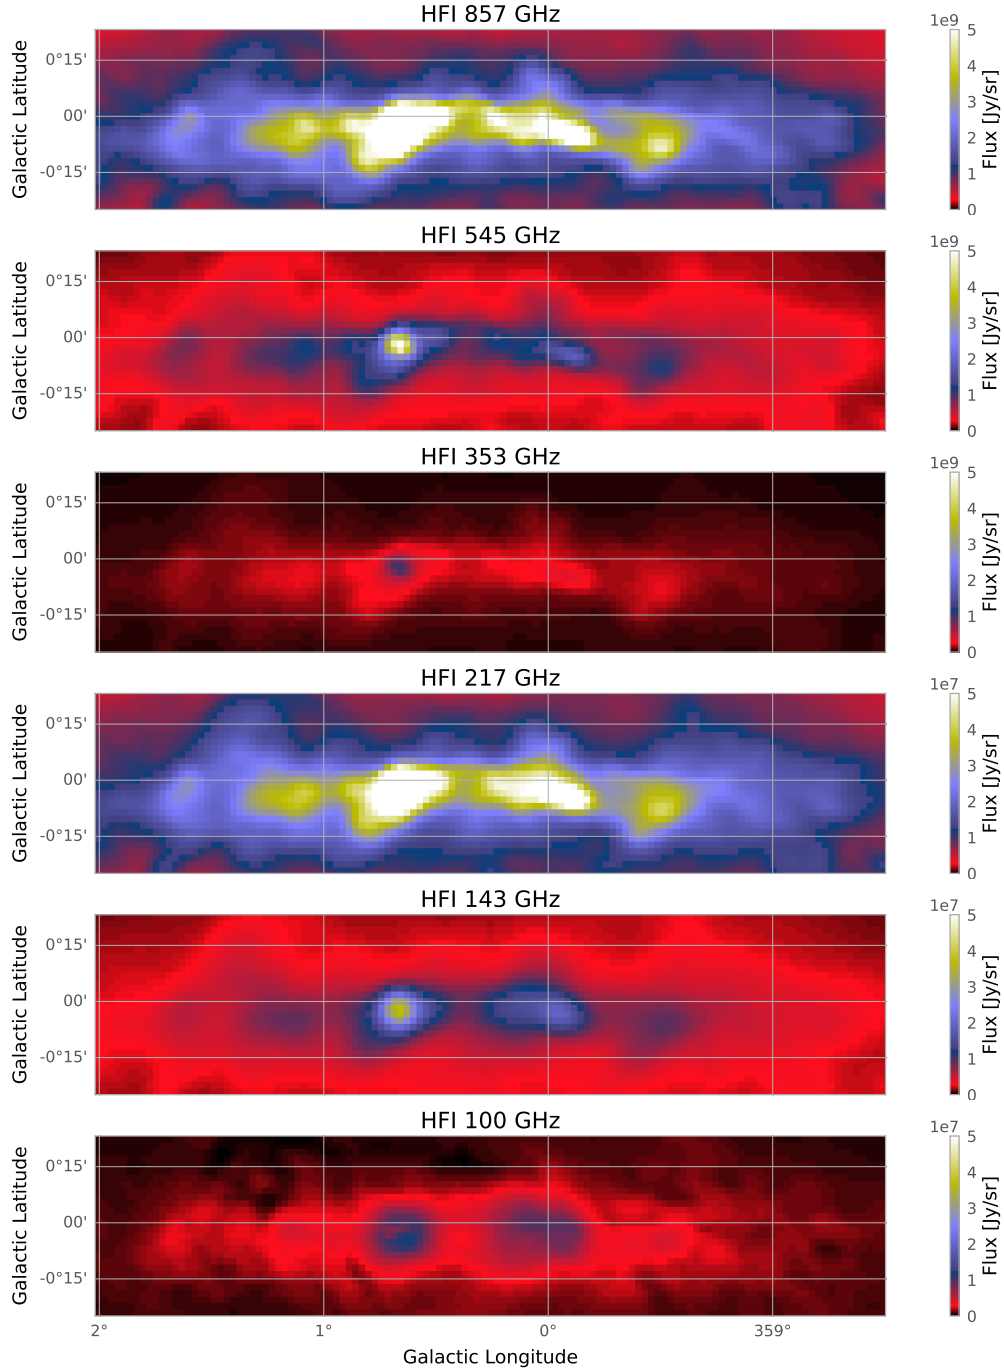 HFI 857 GHz
1e9
Galactic Latitude
0°15'
00'
-0°15'
5
4
3
2
1
0
Flux [Jy/sr]
HFI 545 GHz
1e9
Galactic Latitude
0°15'
00'
-0°15'
5
4
3
2
1
0
Flux [Jy/sr]
HFI 353 GHz
1e9
Galactic Latitude
0°15'
00'
-0°15'
5
4
3
2
1
0
Flux [Jy/sr]
HFI 217 GHz
1e7
Galactic Latitude
0°15'
00'
-0°15'
5
4
3
2
1
0
Flux [Jy/sr]
HFI 143 GHz
1e7
Galactic Latitude
0°15'
00'
-0°15'
5
4
3
2
1
0
Flux [Jy/sr]
HFI 100 GHz
1e7
Galactic Latitude
0°15'
00'
-0°15'
5
4
3
2
1
0
Flux [Jy/sr]
2° 1° 0° 359°
Galactic Longitude